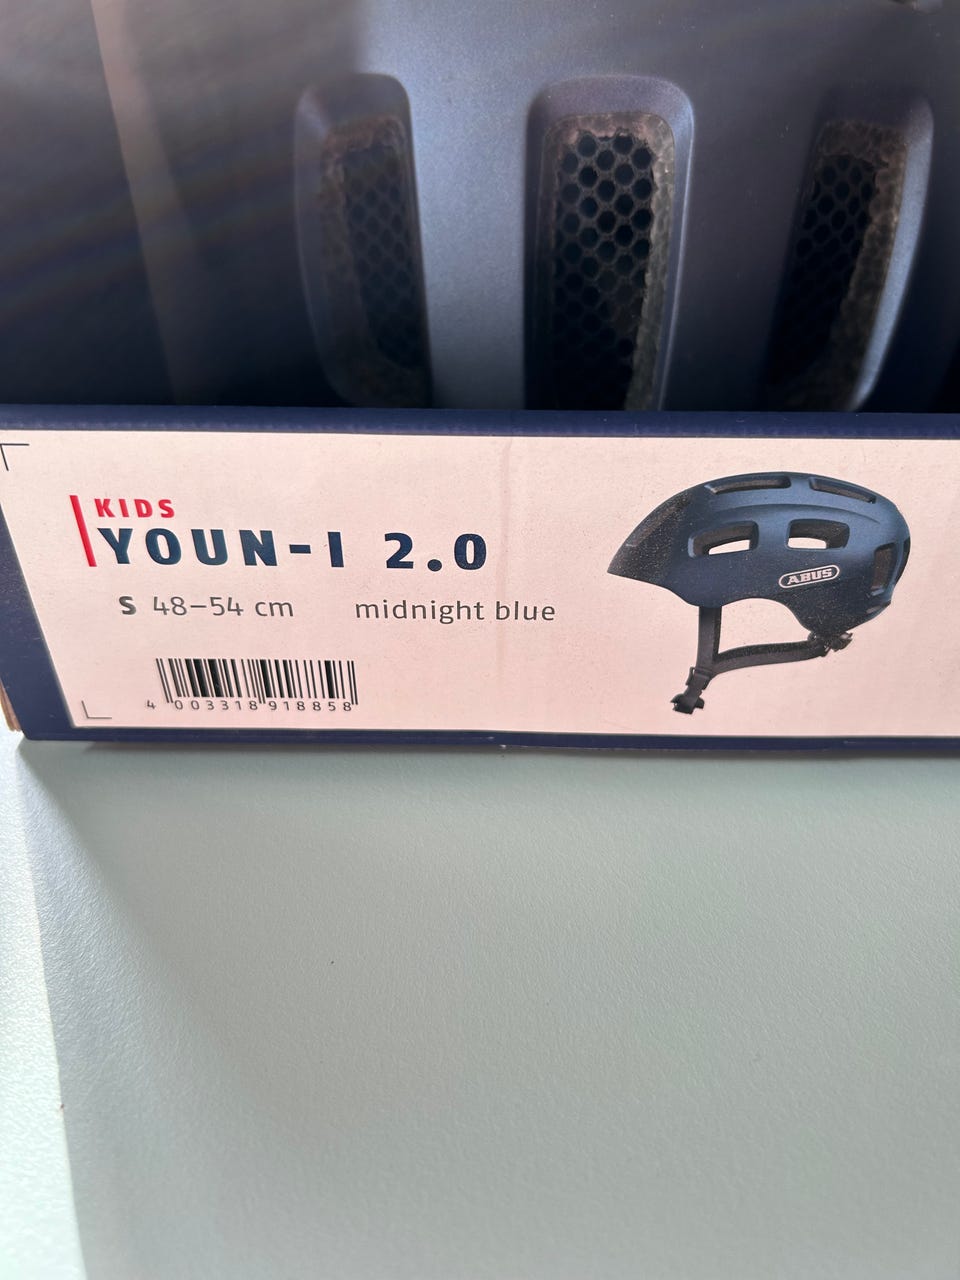 KIDS
YOUN-I 2.0
S 48–54 cm midnight blue
ABUS
4 003318 918858